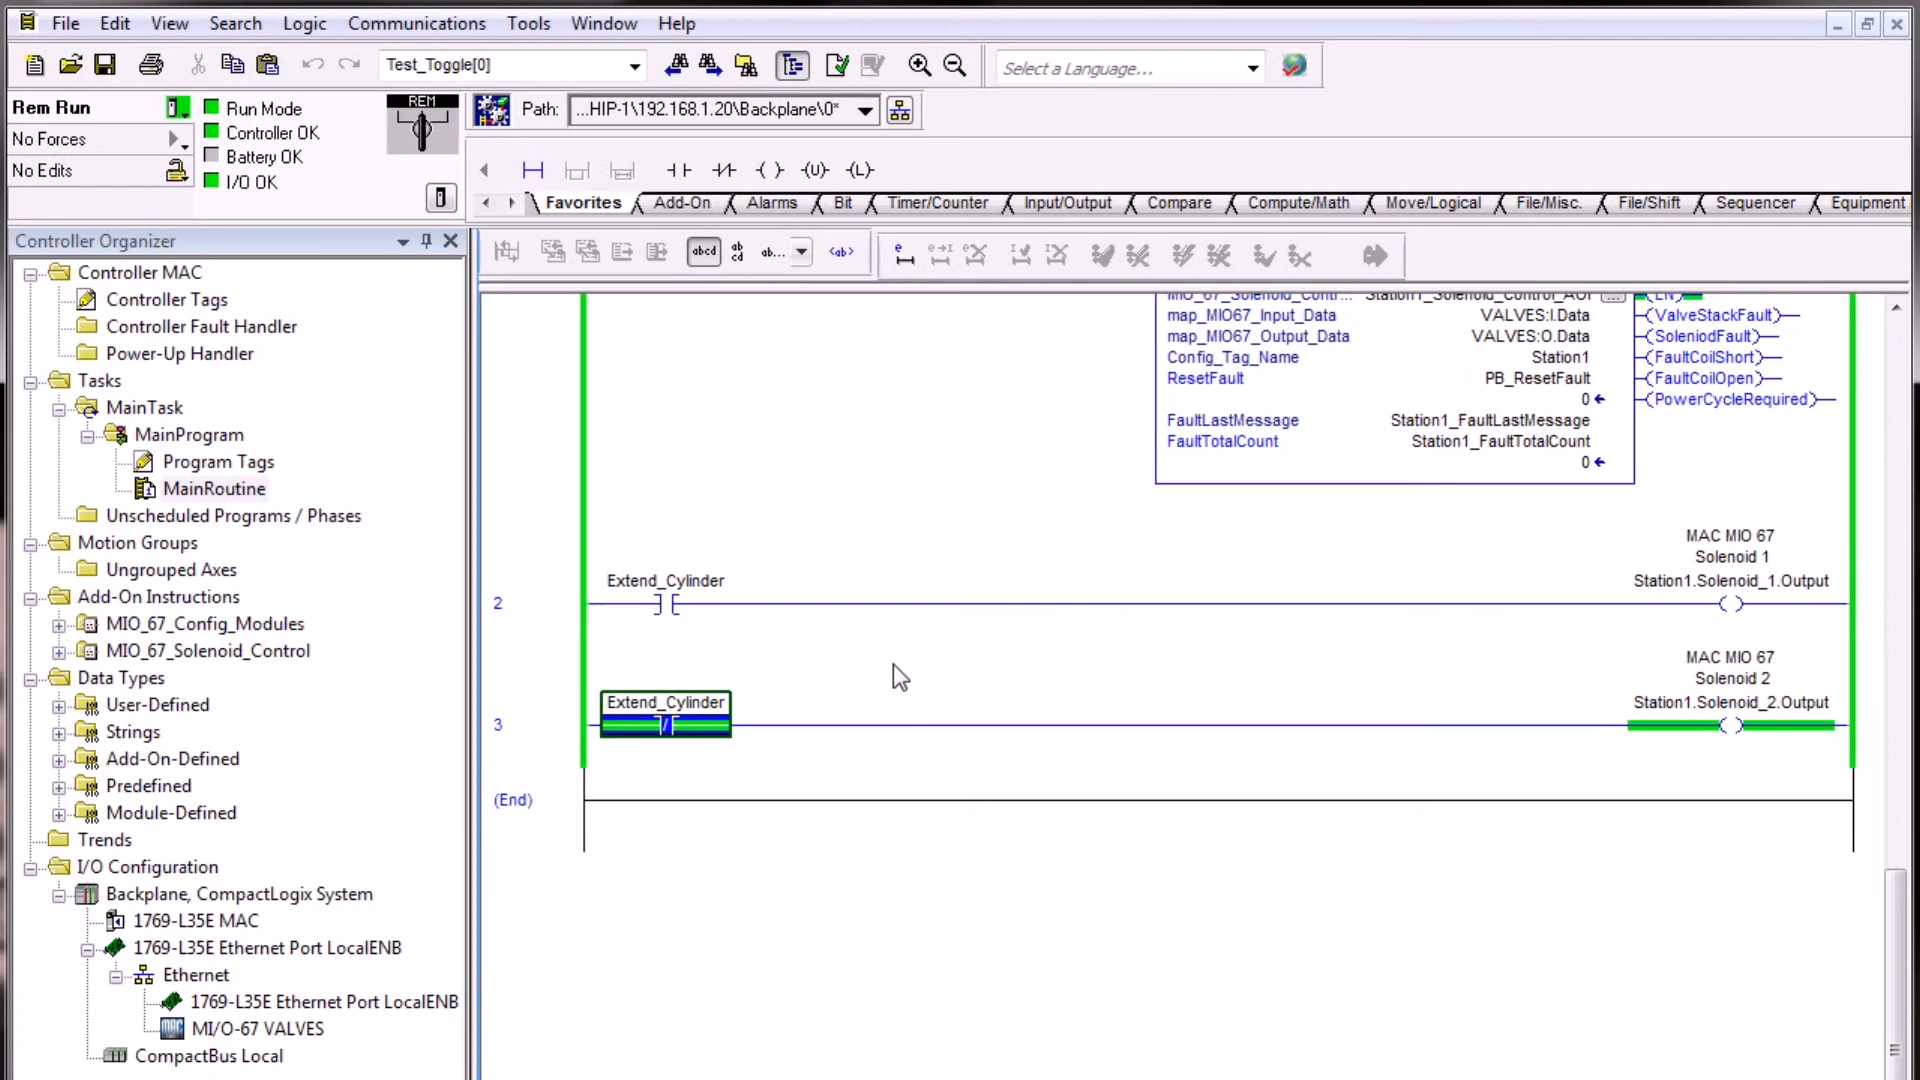 File Edit View Search Logic Communications Tools Window Help
Test_Toggle[0]
Select a Language...
Rem Run
No Forces
No Edits
Run Mode
Controller OK
Battery OK
I/O OK
REM
Path: ...HIP-1\192.168.1.20\Backplane\0*
(U) (L)
Favorites Add-On Alarms Bit Timer/Counter Input/Output Compare Compute/Math Move/Logical File/Misc. File/Shift Sequencer Equipment
abcd ab cd ab... <ab>
Controller Organizer
Controller MAC
Controller Tags
Controller Fault Handler
Power-Up Handler
Tasks
MainTask
MainProgram
Program Tags
MainRoutine
Unscheduled Programs / Phases
Motion Groups
Ungrouped Axes
Add-On Instructions
MIO_67_Config_Modules
MIO_67_Solenoid_Control
Data Types
User-Defined
Strings
Add-On-Defined
Predefined
Module-Defined
Trends
I/O Configuration
Backplane, CompactLogix System
1769-L35E MAC
1769-L35E Ethernet Port LocalENB
Ethernet
1769-L35E Ethernet Port LocalENB
MI/O-67 VALVES
CompactBus Local
MIO_67_Solenoid_Contr... Station1_Solenoid_Control_AOI ... (EN)
map_MIO67_Input_Data VALVES:I.Data (ValveStackFault)
map_MIO67_Output_Data VALVES:O.Data (SoleniodFault)
Config_Tag_Name Station1 (FaultCoilShort)
ResetFault PB_ResetFault (FaultCoilOpen)
0 (PowerCycleRequired)
FaultLastMessage Station1_FaultLastMessage
FaultTotalCount Station1_FaultTotalCount
0
MAC MIO 67
Solenoid 1
Extend_Cylinder Station1.Solenoid_1.Output
2
MAC MIO 67
Solenoid 2
Extend_Cylinder Station1.Solenoid_2.Output
3
(End)